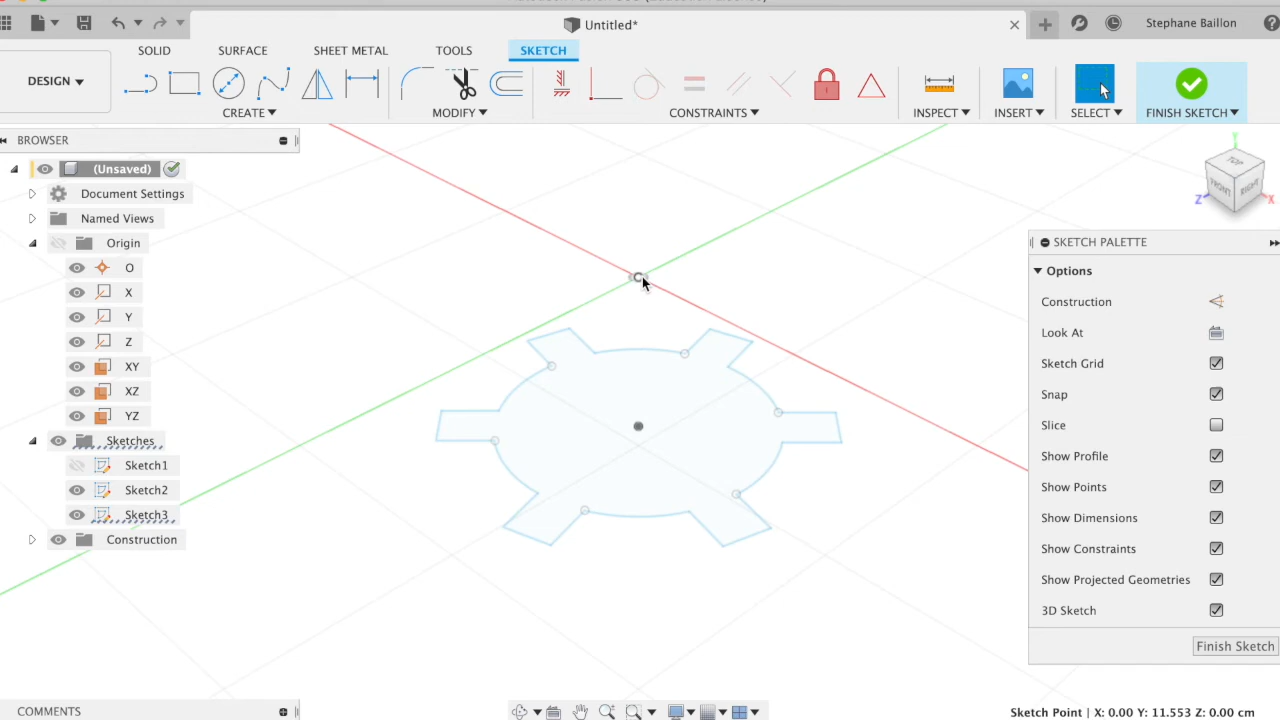 Untitled*
Stephane Baillon
SOLID
SURFACE
SHEET METAL
TOOLS
SKETCH
DESIGN
CREATE
MODIFY
CONSTRAINTS
INSPECT
INSERT
SELECT
FINISH SKETCH
BROWSER
(Unsaved)
Document Settings
Named Views
Origin
O
X
Y
Z
XY
XZ
YZ
Sketches
Sketch1
Sketch2
Sketch3
Construction
Y
TOP
FRONT
RIGHT
Z
X
SKETCH PALETTE
Options
Construction
Look At
Sketch Grid
Snap
Slice
Show Profile
Show Points
Show Dimensions
Show Constraints
Show Projected Geometries
3D Sketch
Finish Sketch
COMMENTS
Sketch Point | X: 0.00 Y: 11.553 Z: 0.00 cm